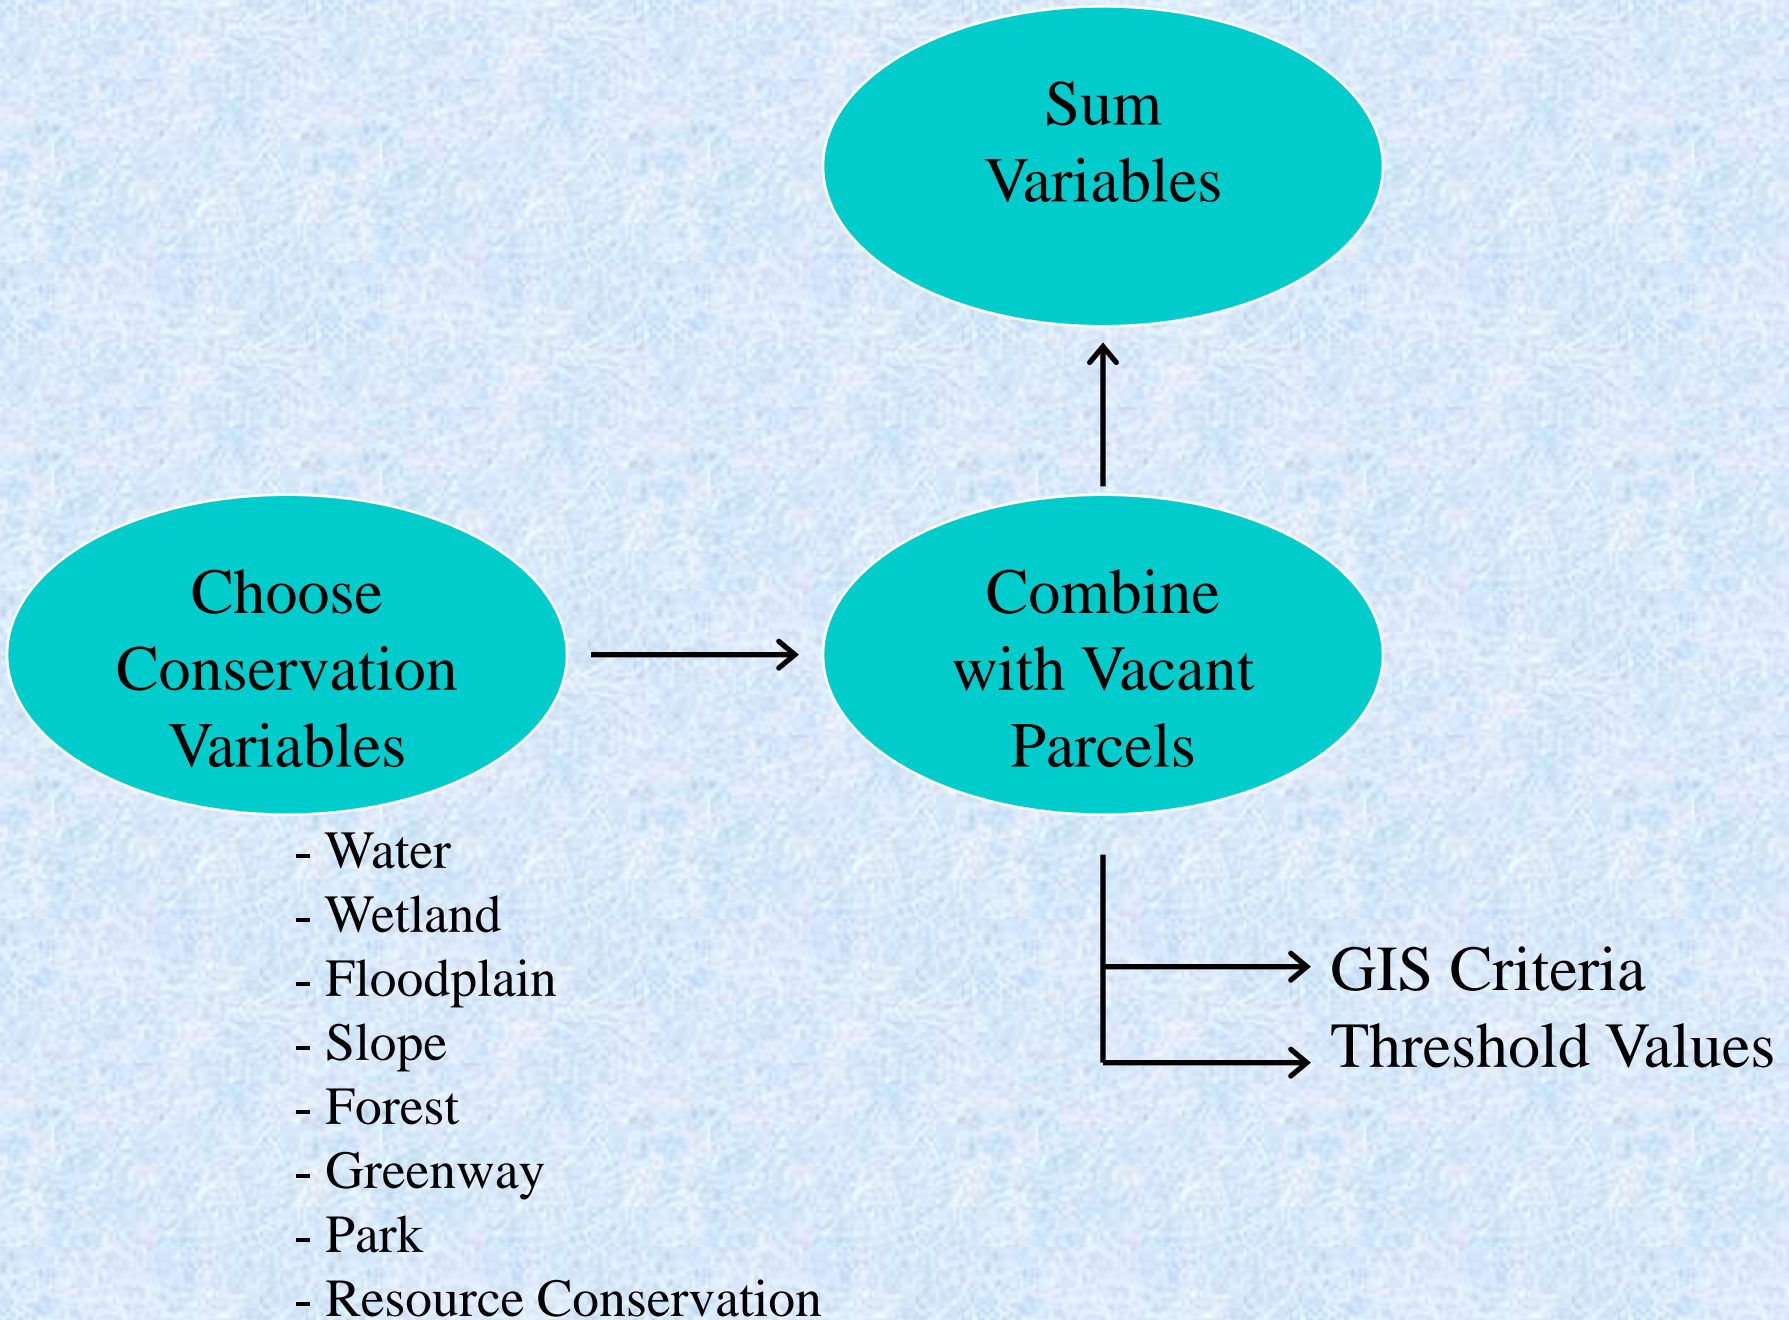 Sum
Variables
Choose
Conservation
Variables
Combine
with Vacant
Parcels
- Water
- Wetland
- Floodplain
- Slope
- Forest
- Greenway
- Park
- Resource Conservation
GIS Criteria
Threshold Values